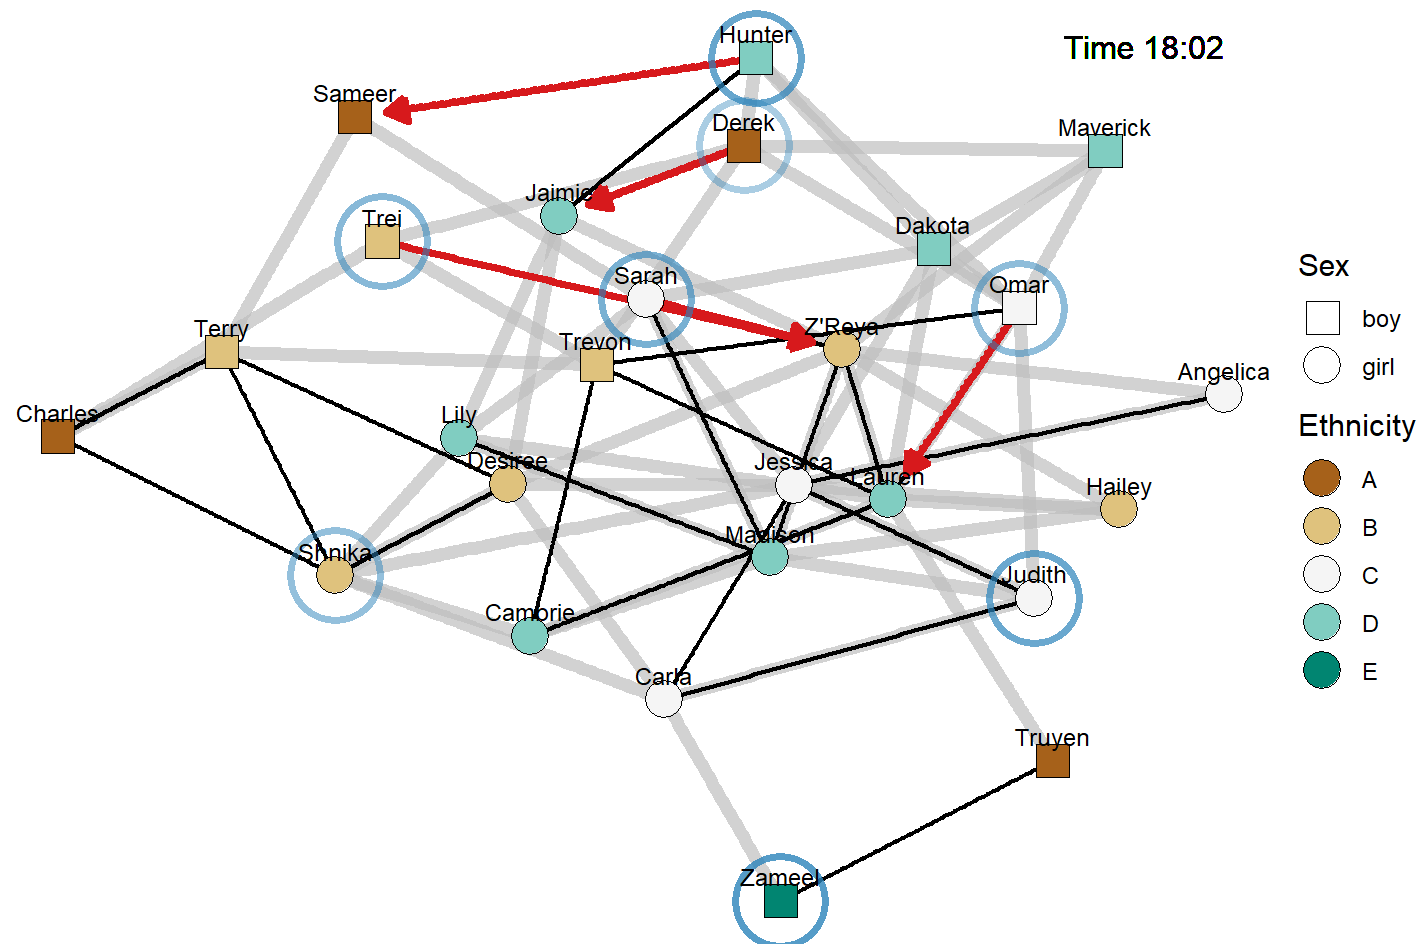 Hunter
Time 18:02
Sameer
Derek
Maverick
Jaimie
Trei
Dakota
Sarah
Omar
Sex
boy
girl
Terry
Trevon
Z'Reya
Angelica
Charles
Lily
Desiree
Jessica
Lauren
Hailey
Ethnicity
A
B
C
D
E
Madison
Shnika
Judith
Cambrie
Carla
Truyen
Zameel